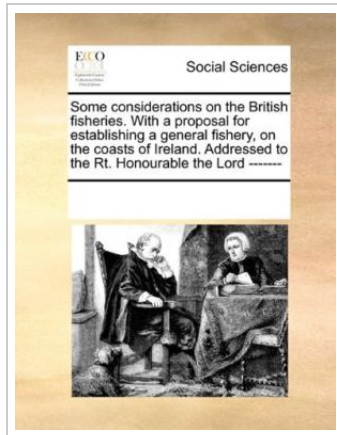 ECCO
Social Sciences
Some considerations on the British
fisheries. With a proposal for
establishing a general fishery, on
the coasts of Ireland. Addressed to
the Rt. Honourable the Lord -------